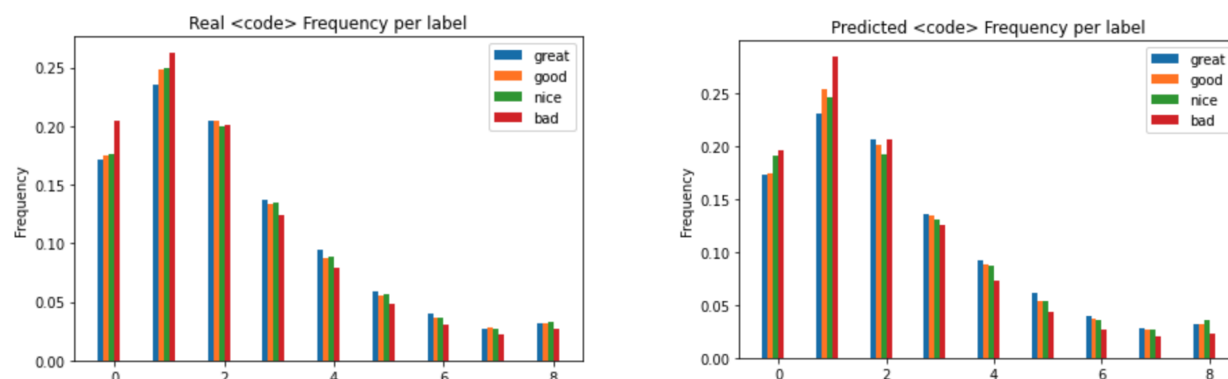 Real <code> Frequency per label
Frequency
0.25
0.20
0.15
0.10
0.05
0.00
0 2 4 6 8
great
good
nice
bad
Predicted <code> Frequency per label
Frequency
0.25
0.20
0.15
0.10
0.05
0.00
0 2 4 6 8
great
good
nice
bad